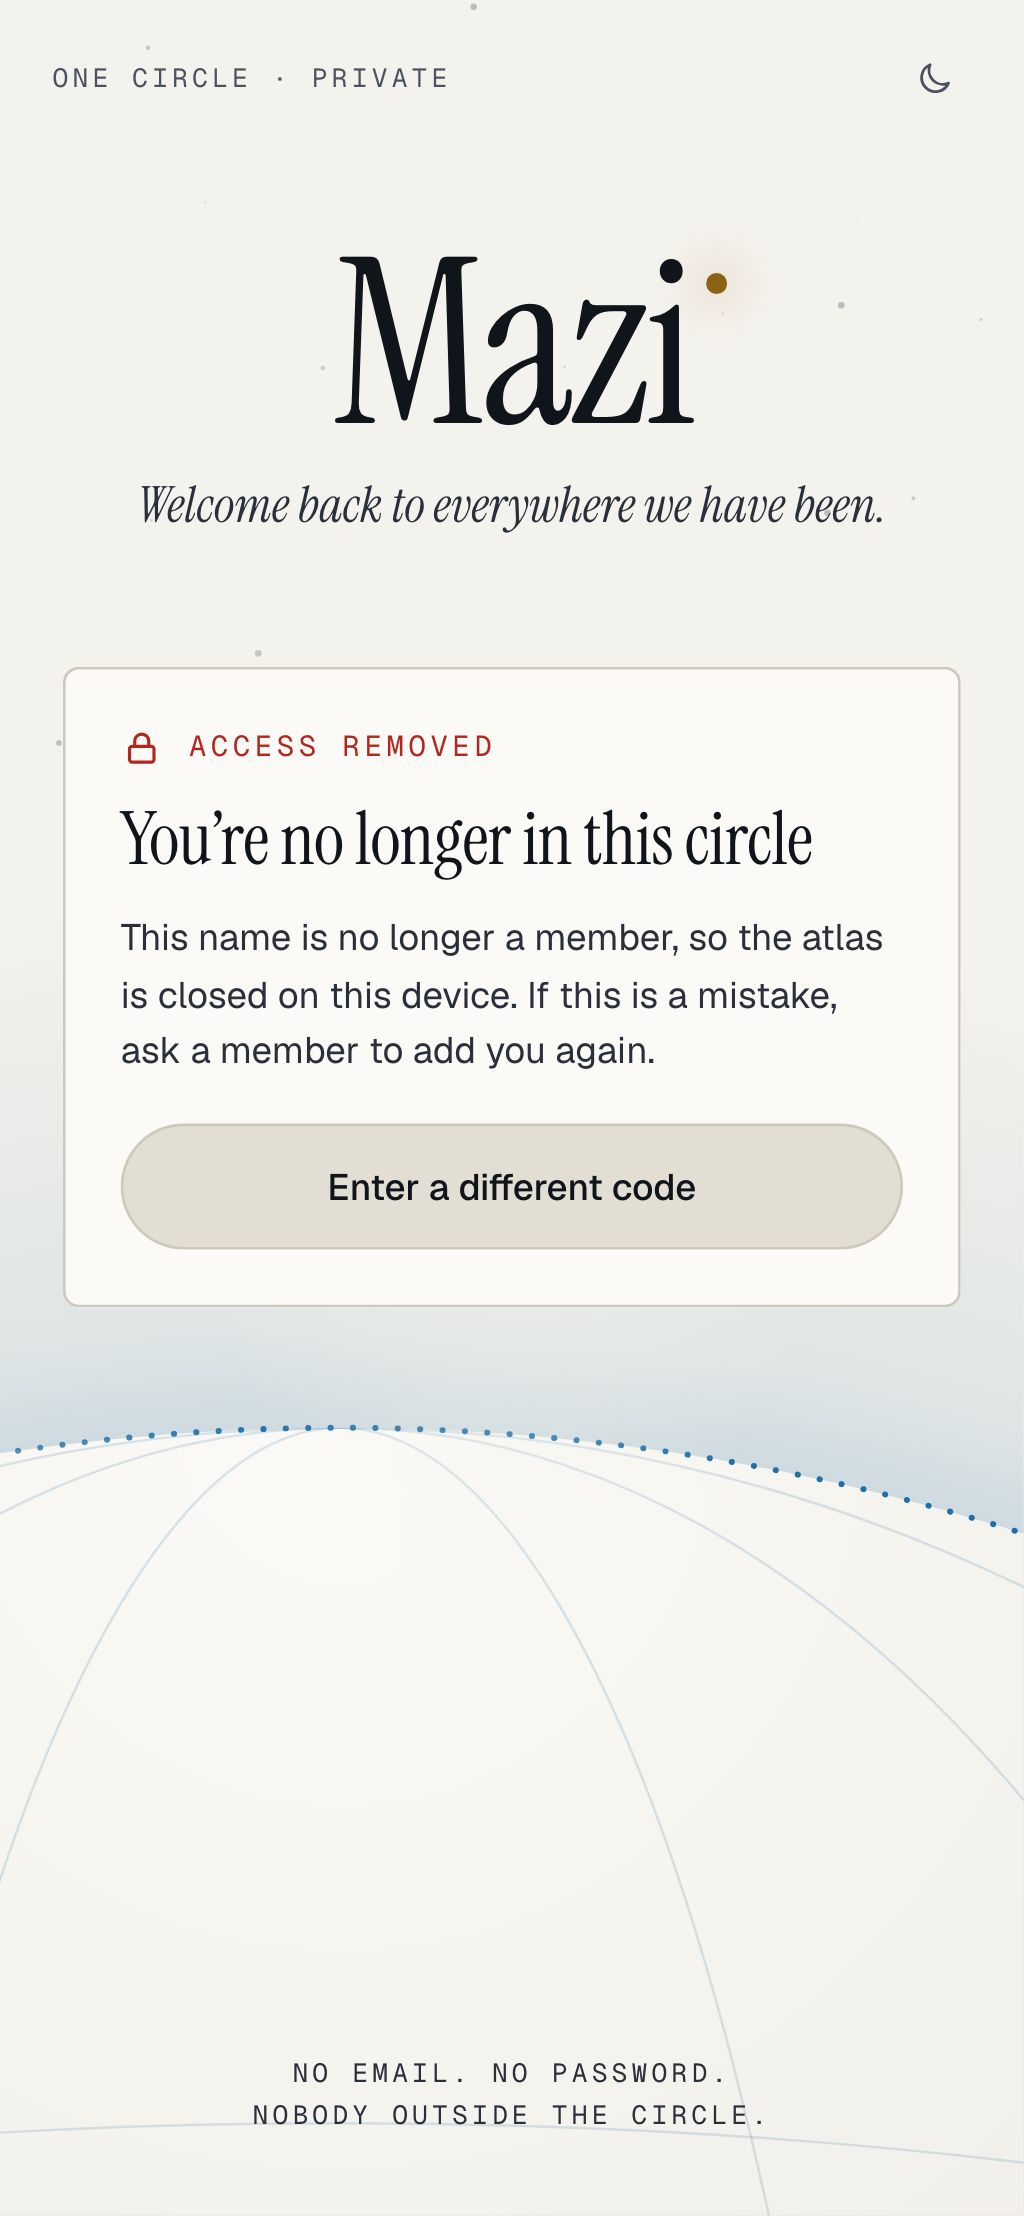 ONE CIRCLE · PRIVATE
Mazi
Welcome back to everywhere we have been.
ACCESS REMOVED
You’re no longer in this circle
This name is no longer a member, so the atlas
is closed on this device. If this is a mistake,
ask a member to add you again.
Enter a different code
NO EMAIL. NO PASSWORD.
NOBODY OUTSIDE THE CIRCLE.